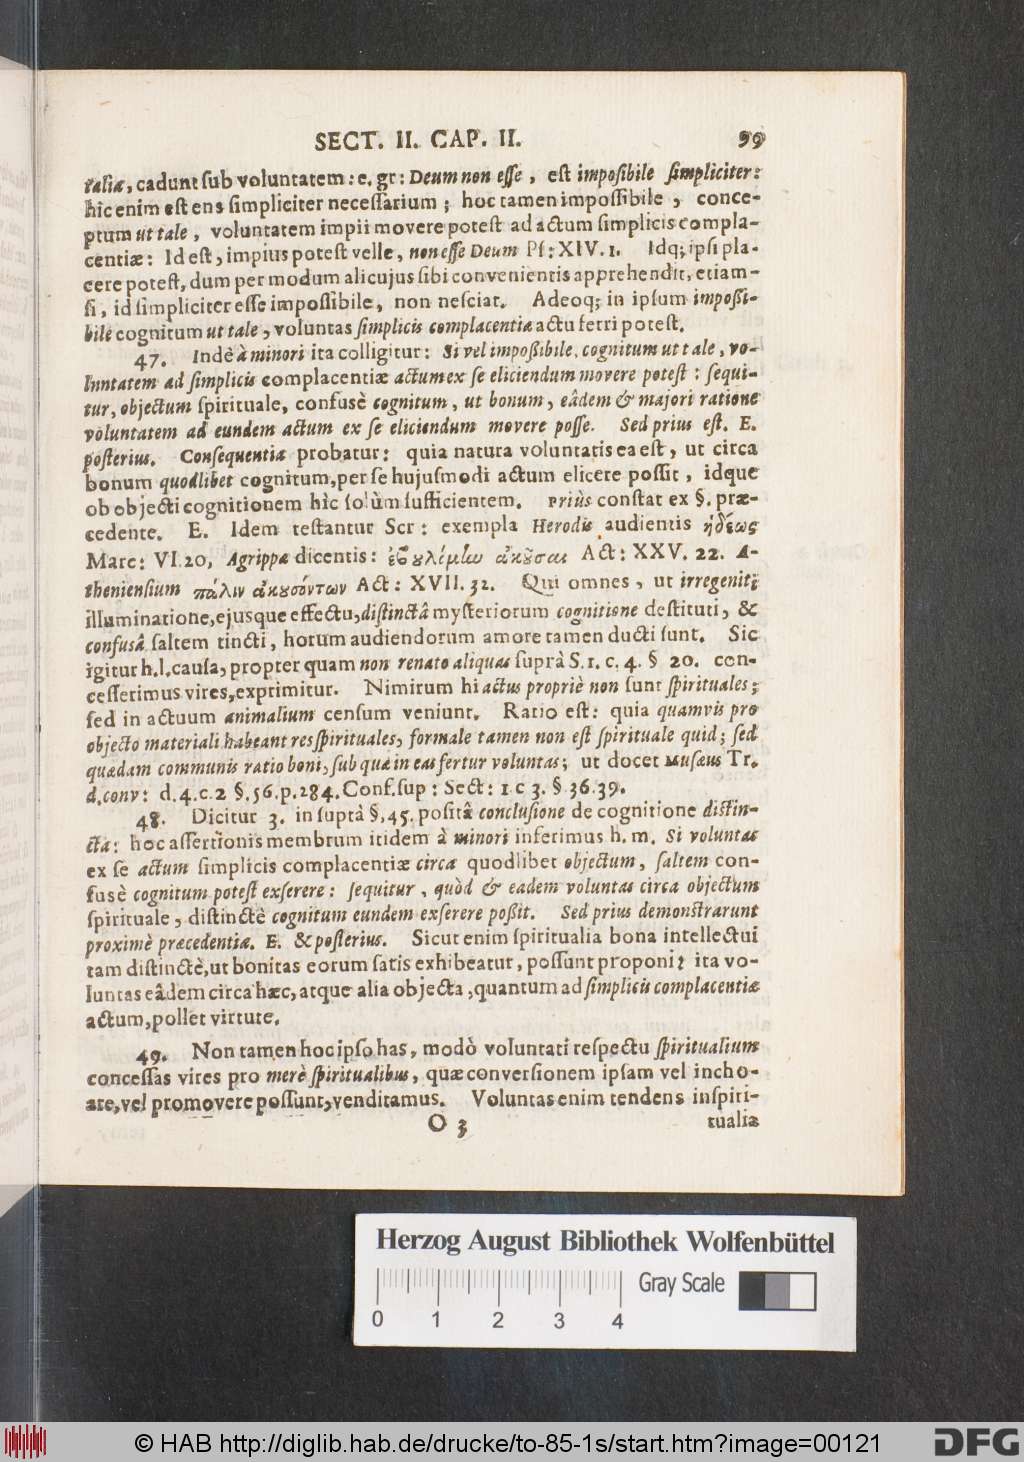 SECT. II. CAP. II. 99
talia, cadunt sub voluntatem: e. gr: Deum non esse, est imposibile simpliciter:
hic enim est ens simpliciter necessarium; hoc tamen impossibile, conce-
ptum ut tale, voluntatem impii movere potest ad actum simplicis compla-
centiæ: Id est, impius potest velle, non esse Deum Ps: XIV. 1. Idq; ipsi pla-
cere potest, dum per modum alicujus sibi convenientis apprehendit, etiam-
si, id simpliciter esse impossibile, non nesciat. Adeoq; in ipsum impoßi-
bile cognitum ut tale, voluntas simplicis complacentiæ actu ferri potest.
47. Indè à minori ita colligitur: Si vel impoßibile, cognitum ut tale, vo-
luntatem ad simplicis complacentiæ actum ex se eliciendum movere potest: sequi-
tur, objectum spirituale, confusè cognitum, ut bonum, eâdem & majori ratione
voluntatem ad eundem actum ex se eliciendum movere posse. Sed prius est. E.
posterius. Consequentia probatur: quia natura voluntatis ea est, ut circa
bonum quodlibet cognitum, per se hujusmodi actum elicere possit, idque
ob objecti cognitionem hîc solùm sufficientem. Priùs constat ex §. præ-
cedente. E. Idem testantur Scr: exempla Herodis audientis ἡδέως
Marc: VI. 20, Agrippæ dicentis: ἐβουλέμην ἀκοῦσαι Act: XXV. 22. A-
theniensium πάλιν ἀκουσόντων Act: XVII. 32. Qui omnes, ut irregeniti;
illuminatione, ejusque effectu, distinctâ mysteriorum cognitione destituti, &
confusâ saltem tincti, horum audiendorum amore tamen ducti sunt. Sic
igitur h. l. causa, propter quam non renato aliquas suprà S. 1. c. 4. § 20. con-
cesserimus vires, exprimitur. Nimirum hi actus propriè non sunt spirituales;
sed in actuum animalium censum veniunt. Ratio est: quia quamvis pro
objecto materiali habeant res spirituales, formale tamen non est spirituale quid; sed
quædam communis ratio boni, sub qua in eas fertur voluntas; ut docet Musæus Tr.
d. conv: d. 4. c. 2 §. 56. p. 284. Conf. sup: Sect: 1 c 3. § 36. 39.
48. Dicitur 3. in suprà §. 45. positâ conclusione de cognitione distin-
cta: hoc assertionis membrum itidem à minori inferimus h. m. Si voluntas
ex se actum simplicis complacentiæ circa quodlibet objectum, saltem con-
fusè cognitum potest exserere: sequitur, quòd & eadem voluntas circa objectum
spirituale, distinctè cognitum eundem exserere poßit. Sed prius demonstrarunt
proximè præcedentia. E. & posterius. Sicut enim spiritualia bona intellectui
tam distinctè, ut bonitas eorum satis exhibeatur, possunt proponi; ita vo-
luntas eâdem circa hæc, atque alia objecta, quantum ad simplicis complacentiæ
actum, pollet virtute.
49. Non tamen hoc ipso has, modò voluntati respectu spiritualium
concessas vires pro merè spiritualibus, quæ conversionem ipsam vel incho-
are, vel promovere possunt, venditamus. Voluntas enim tendens in spiri-
O 3 tualia
Herzog August Bibliothek Wolfenbüttel
Gray Scale
0 1 2 3 4
© HAB http://diglib.hab.de/drucke/to-85-1s/start.htm?image=00121
DFG